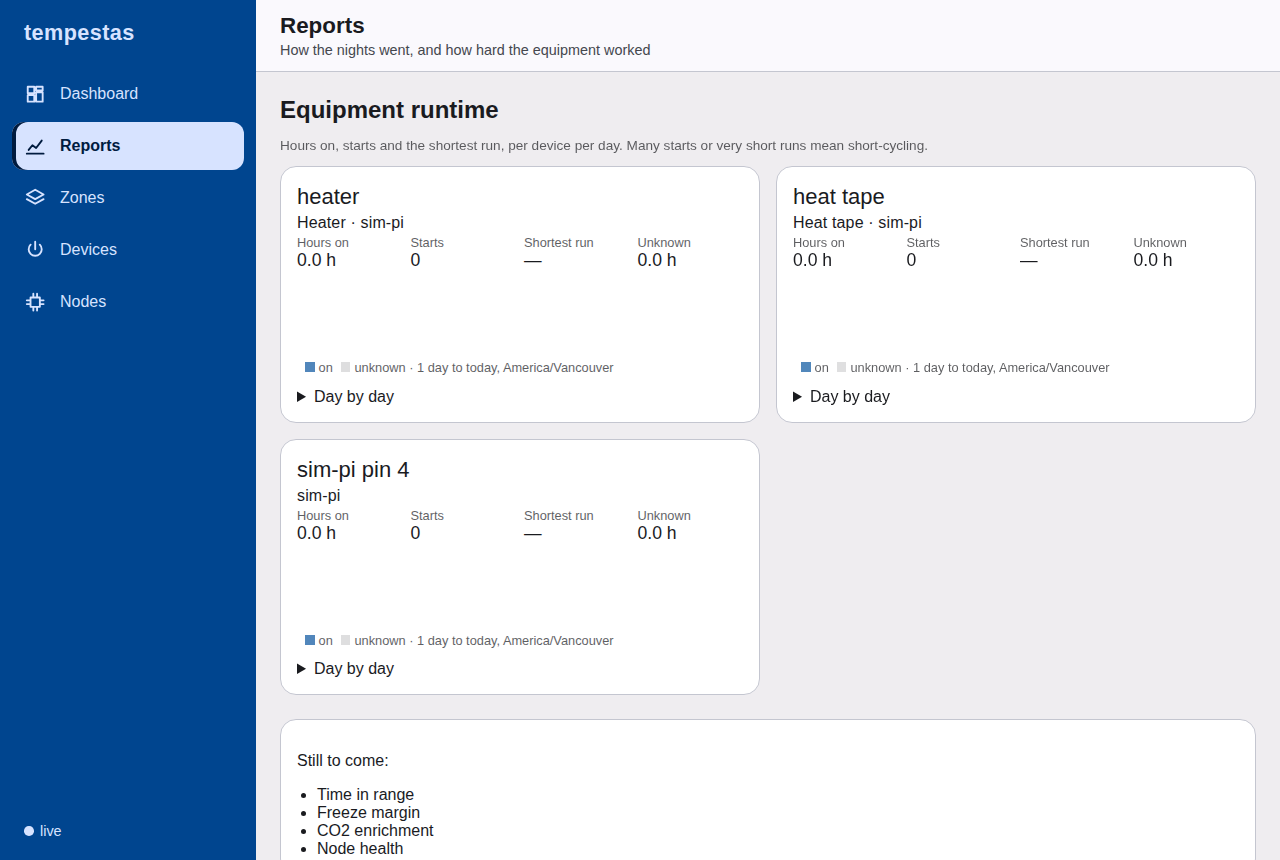 tempestas
Dashboard
Reports
Zones
Devices
Nodes
live
Reports
How the nights went, and how hard the equipment worked
Equipment runtime
Hours on, starts and the shortest run, per device per day. Many starts or very short runs mean short-cycling.
heater
Heater · sim-pi
Hours on Starts Shortest run Unknown
0.0 h 0 — 0.0 h
on unknown · 1 day to today, America/Vancouver
Day by day
heat tape
Heat tape · sim-pi
Hours on Starts Shortest run Unknown
0.0 h 0 — 0.0 h
on unknown · 1 day to today, America/Vancouver
Day by day
sim-pi pin 4
sim-pi
Hours on Starts Shortest run Unknown
0.0 h 0 — 0.0 h
on unknown · 1 day to today, America/Vancouver
Day by day
Still to come:
Time in range
Freeze margin
CO2 enrichment
Node health